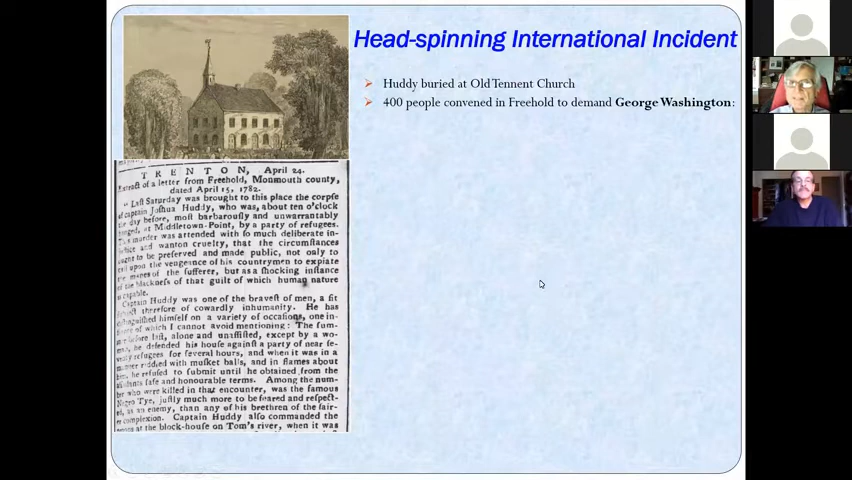 Head-spinning International Incident
Huddy buried at Old Tennent Church
400 people convened in Freehold to demand George Washington:
TRENTON, April 24.
Extract of a letter from Freehold, Monmouth county,
dated April 15, 1782.
"Last Saturday was brought to this place the corpse
of captain Joshua Huddy, who was, about ten o'clock
the day before, most barbarously and unwarrantably
hanged, at Middletown-Point, by a party of refugees.
This murder was attended with so much deliberate in-
justice and wanton cruelty, that the circumstances
ought to be preserved and made public, not only to
call upon the vengeance of his countrymen to expiate
the manes of the sufferer, but as a shocking instance
of the blackness of that guilt of which human nature
is capable.
Captain Huddy was one of the bravest of men, a fit
therefore of cowardly inhumanity. He has
distinguished himself on a variety of occasions, one in-
stance of which I cannot avoid mentioning: The sum-
mer before last, alone and unassisted, except by a wo-
man, he defended his house against a party of near se-
venty refugees for several hours, and when it was in a
manner riddled with musket balls, and in flames about
him, he refused to submit until he obtained from the
assailants safe and honourable terms. Among the num-
ber who were killed in that encounter, was the famous
Negro Tye, justly much more to be feared and respect-
ed, as an enemy, than any of his brethren of the fair-
er complexion. Captain Huddy also commanded the
at the block-house on Tom's river, when it was